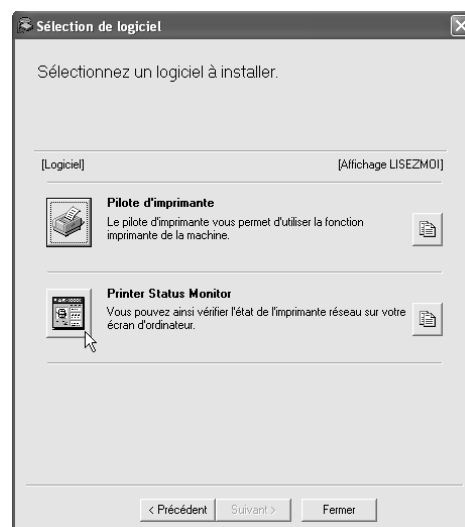 Sélection de logiciel
Sélectionnez un logiciel à installer.
[Logiciel] [Affichage LISEZMOI]
Pilote d'imprimante
Le pilote d'imprimante vous permet d'utiliser la fonction
imprimante de la machine.
Printer Status Monitor
Vous pouvez ainsi vérifier l'état de l'imprimante réseau sur votre
écran d'ordinateur.
< Précédent Suivant > Fermer